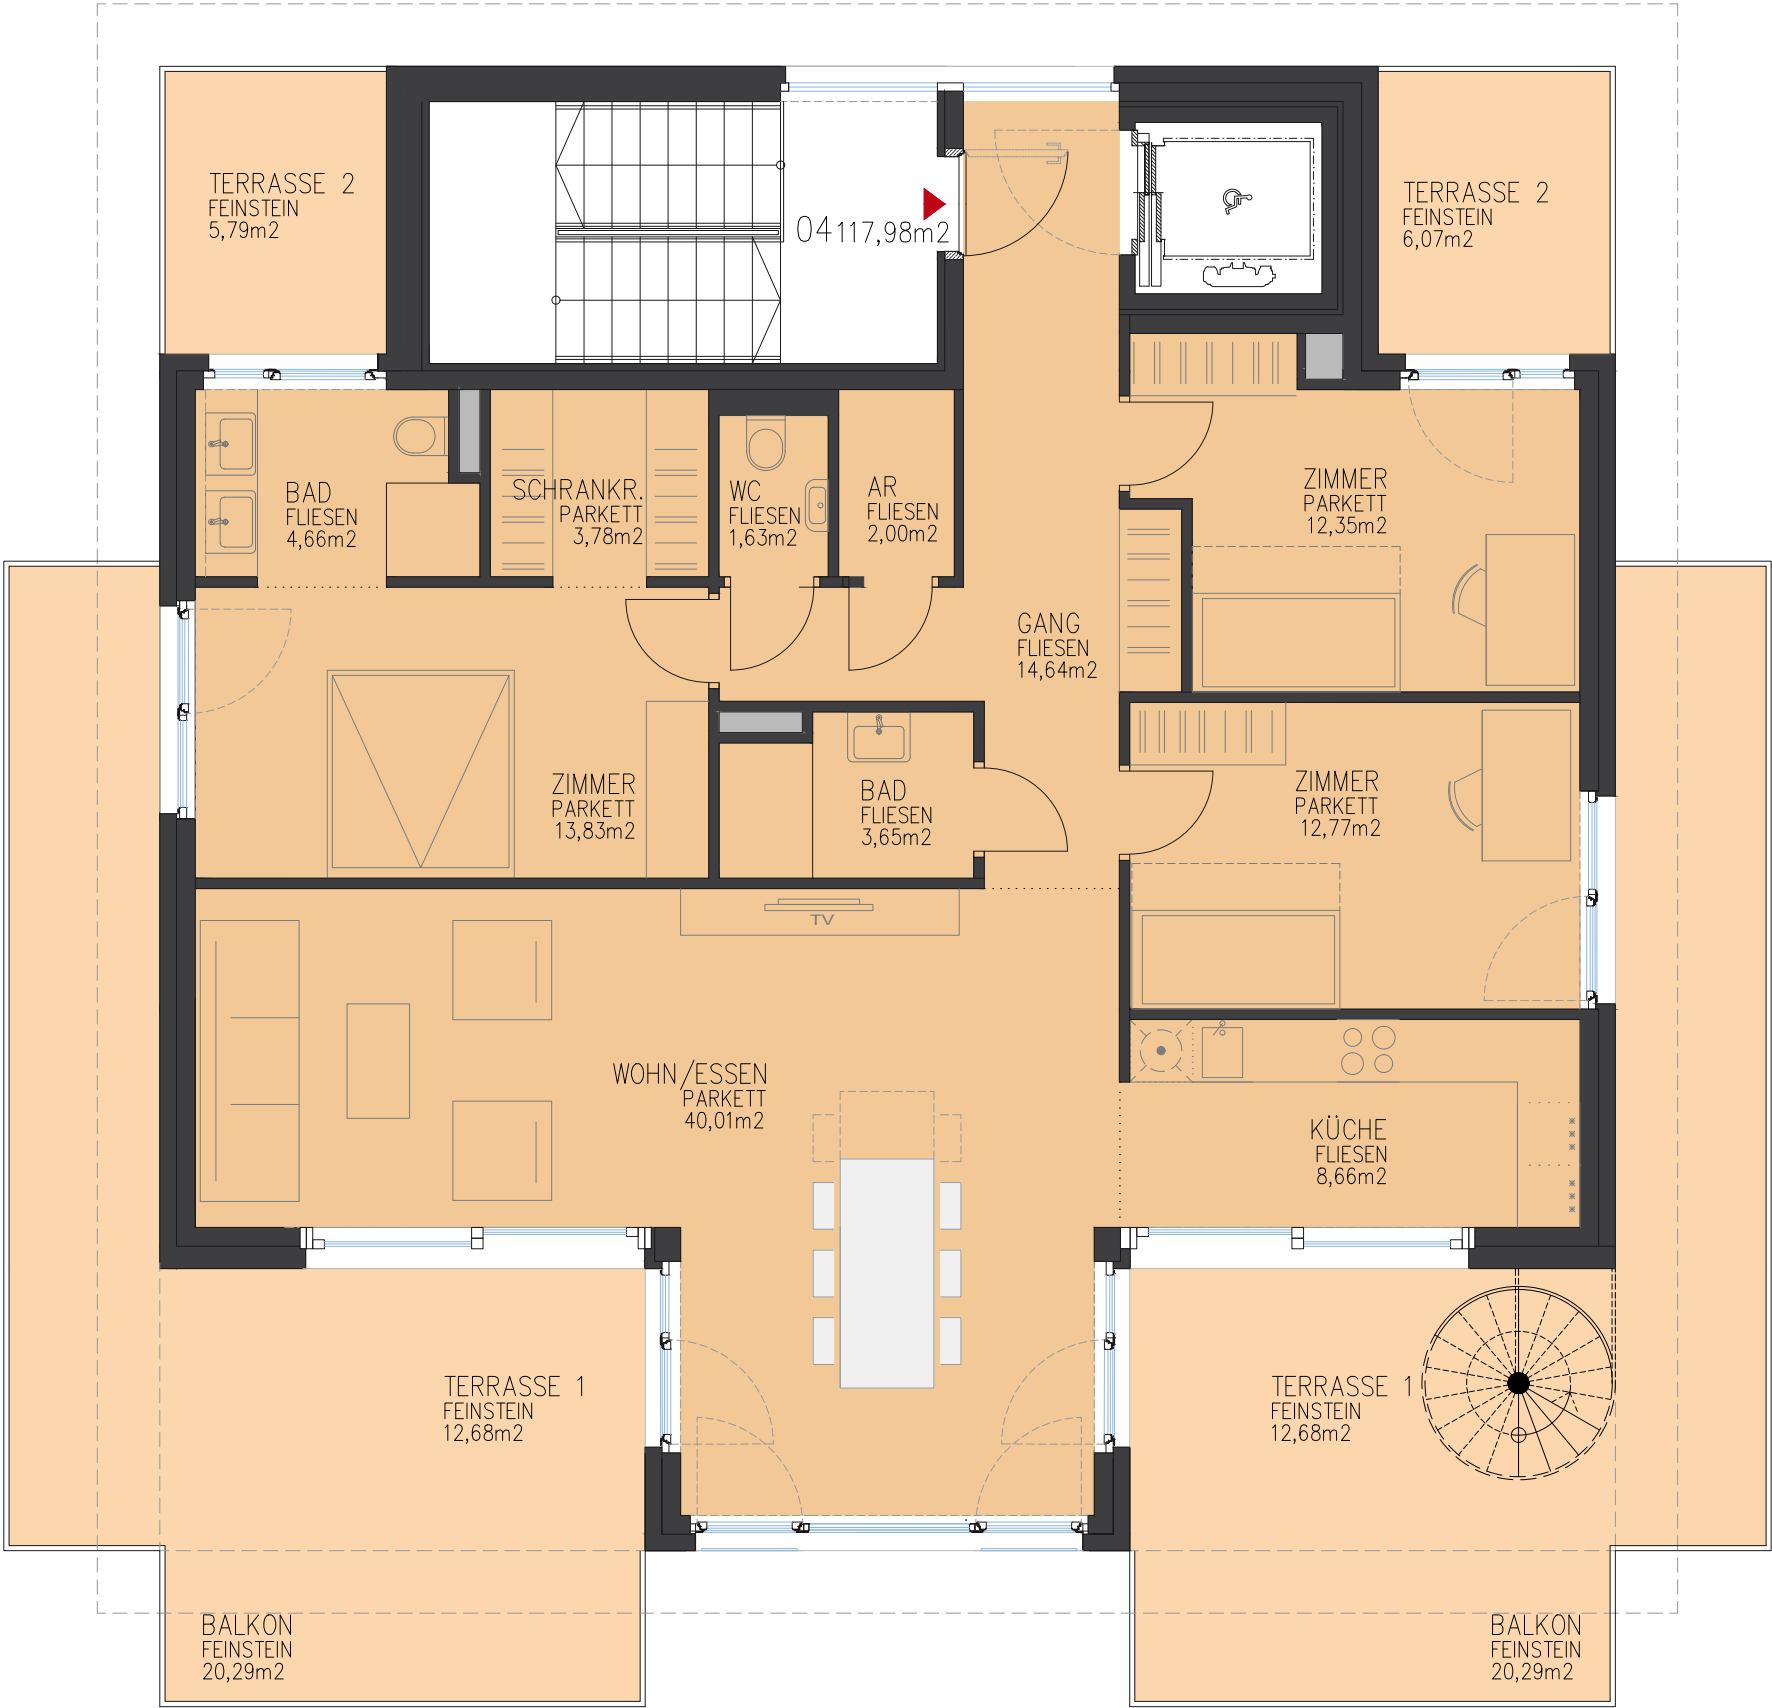 TERRASSE 2
FEINSTEIN
5,79m2
04 117,98m2
TERRASSE 2
FEINSTEIN
6,07m2
BAD
FLIESEN
4,66m2
SCHRANKR.
PARKETT
3,78m2
WC
FLIESEN
1,63m2
AR
FLIESEN
2,00m2
ZIMMER
PARKETT
12,35m2
GANG
FLIESEN
14,64m2
ZIMMER
PARKETT
13,83m2
BAD
FLIESEN
3,65m2
ZIMMER
PARKETT
12,77m2
TV
WOHN/ESSEN
PARKETT
40,01m2
KÜCHE
FLIESEN
8,66m2
TERRASSE 1
FEINSTEIN
12,68m2
TERRASSE 1
FEINSTEIN
12,68m2
BALKON
FEINSTEIN
20,29m2
BALKON
FEINSTEIN
20,29m2